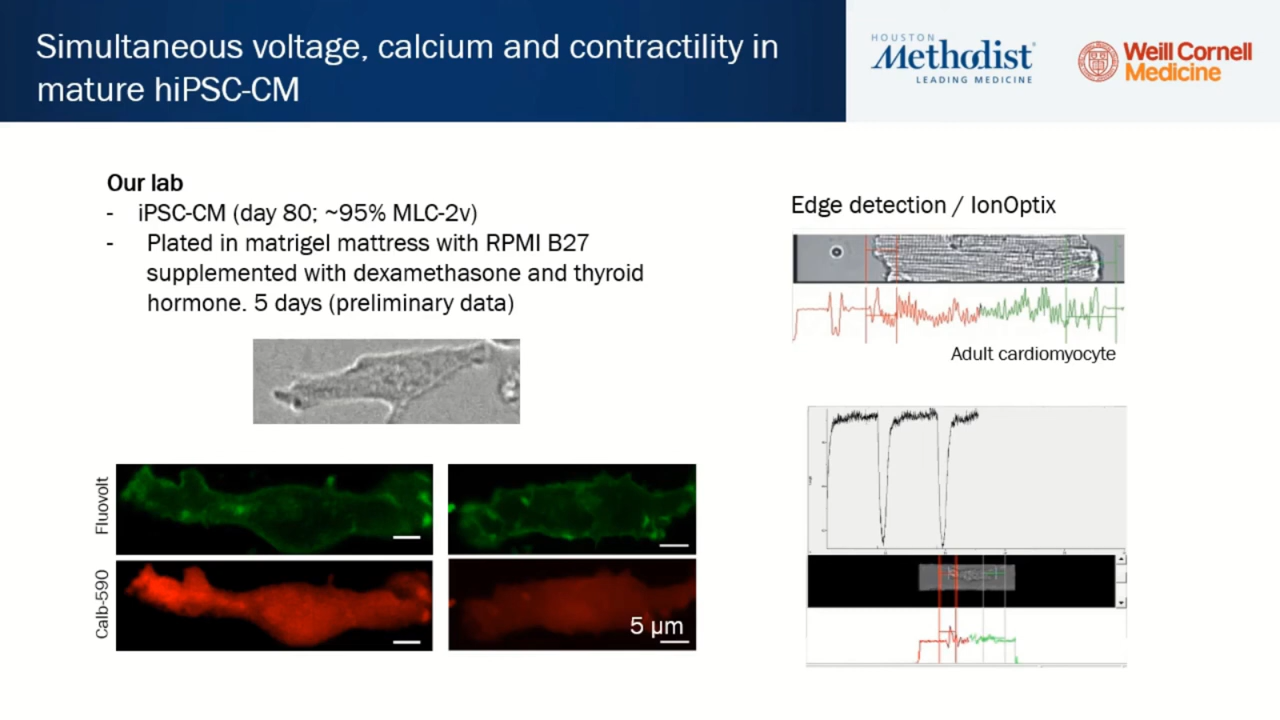 Simultaneous voltage, calcium and contractility in
mature hiPSC-CM
HOUSTON
Methodist
LEADING MEDICINE
Weill Cornell
Medicine
Our lab
- iPSC-CM (day 80; ~95% MLC-2v)
- Plated in matrigel mattress with RPMI B27
supplemented with dexamethasone and thyroid
hormone. 5 days (preliminary data)
Fluovolt
Calb-590
5 µm
Edge detection / IonOptix
Adult cardiomyocyte